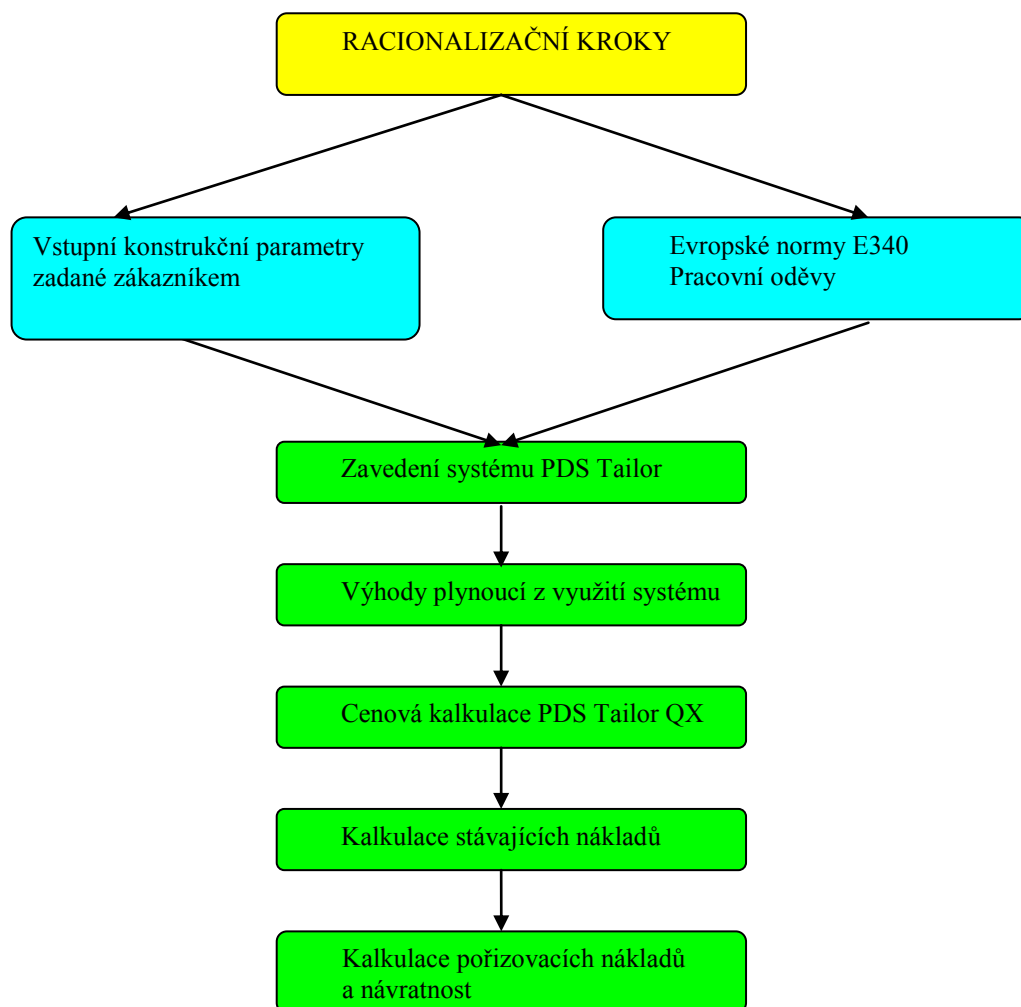 RACIONALIZAČNÍ KROKY
Vstupní konstrukční parametry
zadané zákazníkem
Evropské normy E340
Pracovní oděvy
Zavedení systému PDS Tailor
Výhody plynoucí z využití systému
Cenová kalkulace PDS Tailor QX
Kalkulace stávajících nákladů
Kalkulace pořizovacích nákladů
a návratnost